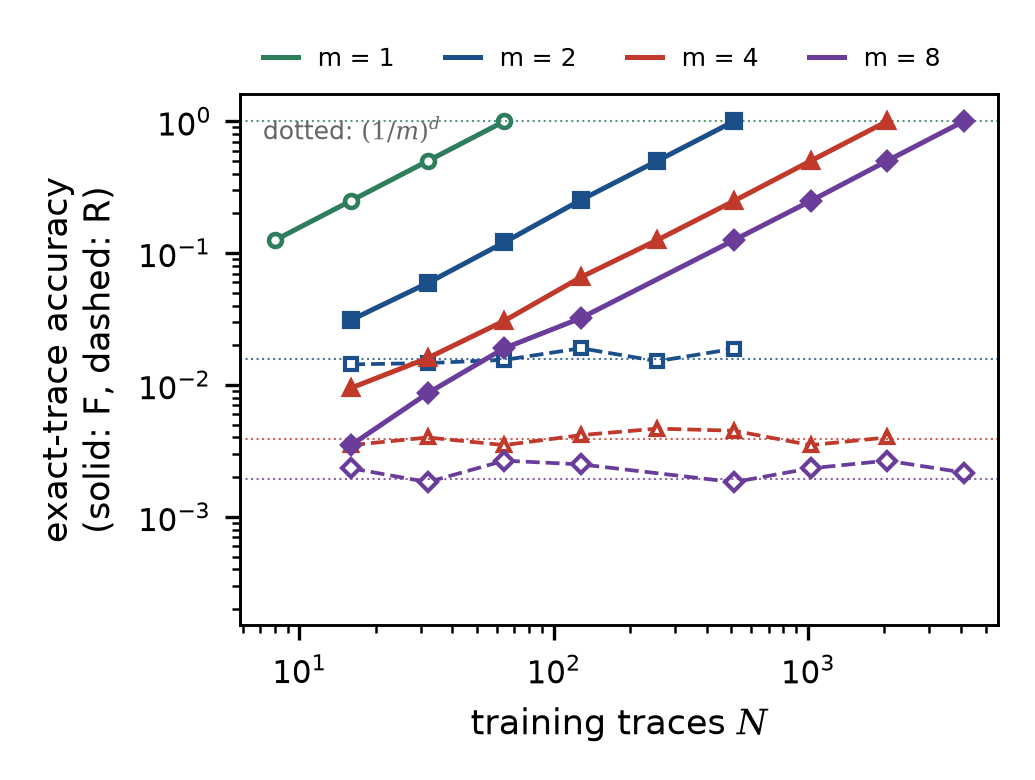 m = 1 m = 2 m = 4 m = 8
dotted: (1/m)^d
10^0
10^−1
10^−2
10^−3
exact-trace accuracy
(solid: F, dashed: R)
10^1 10^2 10^3
training traces N